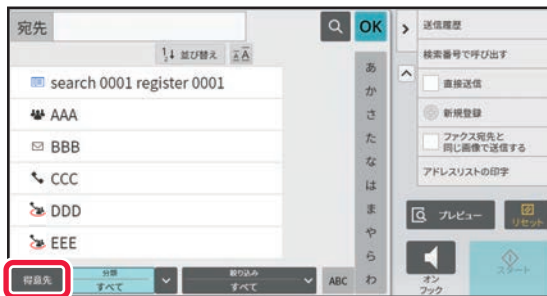 宛先
OK
送信履歴
検索番号で呼び出す
直接送信
新規登録
ファクス宛先と
同じ画像で送信する
アドレスリストの印字
並び替え
search 0001 register 0001
AAA
BBB
CCC
DDD
EEE
あ
か
さ
た
な
は
ま
や
ら
わ
プレビュー
リセット
オン
フック
スタート
得意先
分類
すべて
絞り込み
すべて
ABC